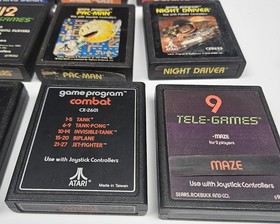 PAC-MAN
NIGHT DRIVER
ATARI
CX2633
PAC-MAN
NIGHT DRIVER
game program
combat
CX-2601
1-5 TANK
6-9 TANK-PONG
10-14 INVISIBLE-TANK
15-20 BIPLANE
21-27 JET-FIGHTER
Use with Joystick Controllers
ATARI
Made in Taiwan
9
TELE-GAMES
MAZE
for 2 players
MAZE
Use with Joystick Controllers
SEARS, ROEBUCK AND CO.